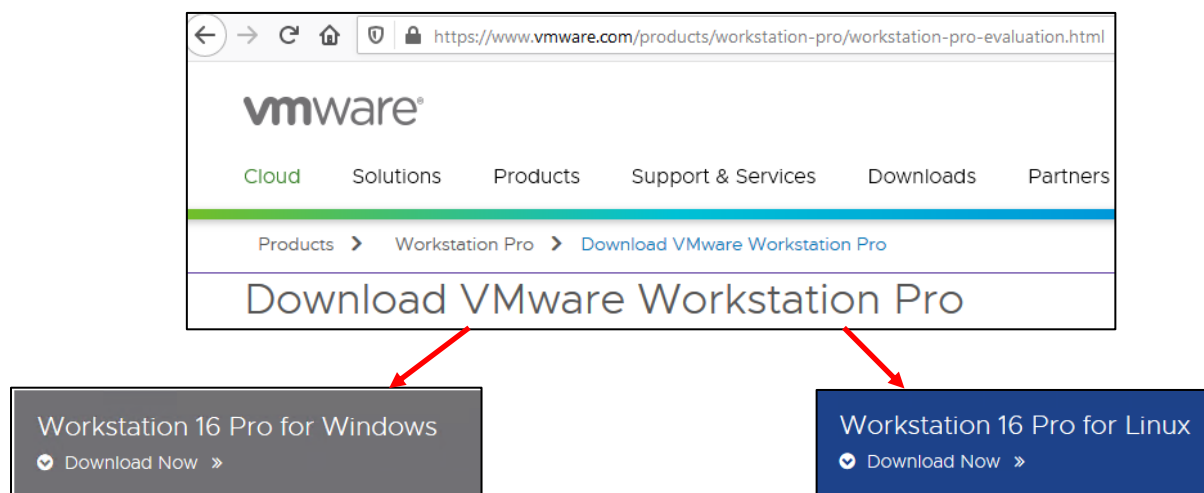 https://www.vmware.com/products/workstation-pro/workstation-pro-evaluation.html
vmware®
Cloud Solutions Products Support & Services Downloads Partners
Products > Workstation Pro > Download VMware Workstation Pro
Download VMware Workstation Pro
Workstation 16 Pro for Windows
Download Now »
Workstation 16 Pro for Linux
Download Now »